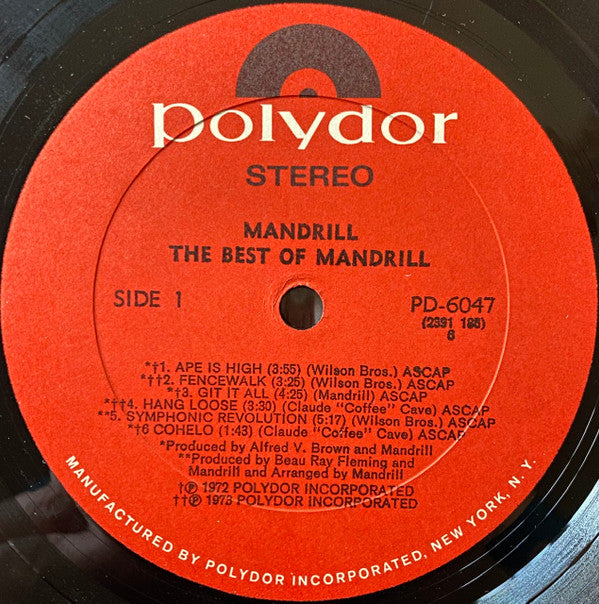 polydor
STEREO
MANDRILL
THE BEST OF MANDRILL
SIDE 1
PD-6047
(2391 185)
S
*†1. APE IS HIGH (3:55) (Wilson Bros.) ASCAP
*††2. FENCEWALK (3:25) (Wilson Bros.) ASCAP
*†3. GIT IT ALL (4:25) (Mandrill) ASCAP
*††4. HANG LOOSE (3:30) (Claude "Coffee" Cave) ASCAP
**5. SYMPHONIC REVOLUTION (5:17) (Wilson Bros.) ASCAP
*†6 COHELO (1:43) (Claude "Coffee" Cave) ASCAP
*Produced by Alfred V. Brown and Mandrill
**Produced by Beau Ray Fleming and
Mandrill and Arranged by Mandrill
†℗ 1972 POLYDOR INCORPORATED
††℗ 1973 POLYDOR INCORPORATED
MANUFACTURED BY POLYDOR INCORPORATED, NEW YORK, N. Y.